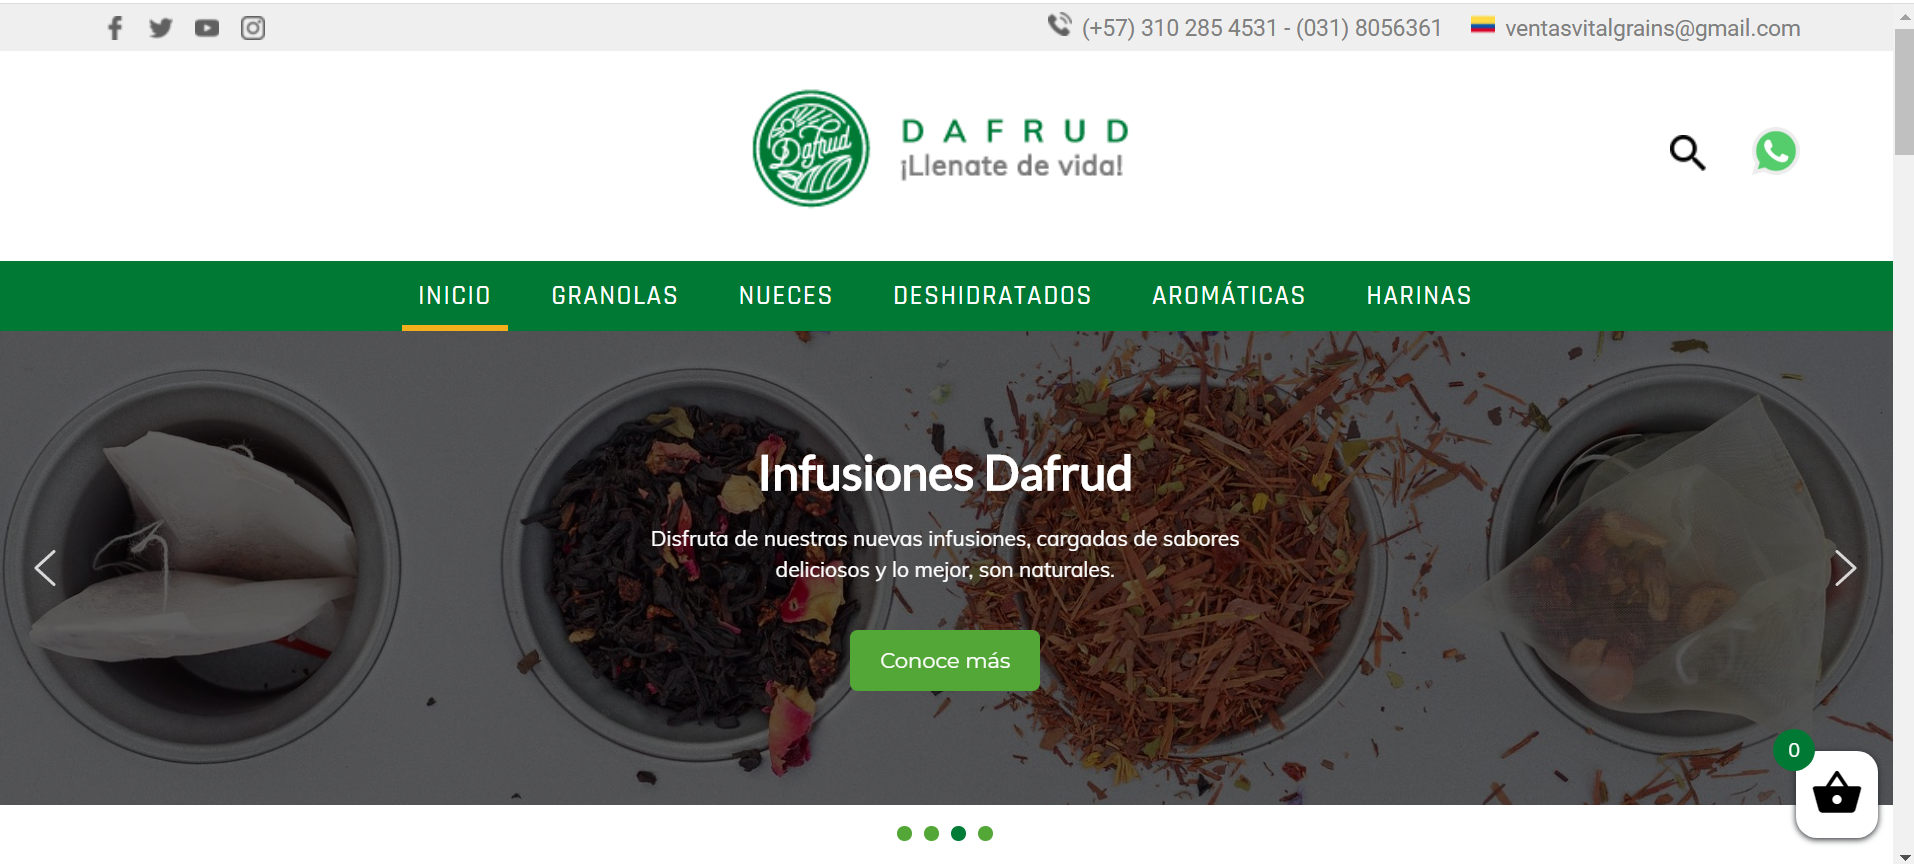 (+57) 310 285 4531 - (031) 8056361
ventasvitalgrains@gmail.com
Dafrud
DAFRUD
¡Llenate de vida!
INICIO
GRANOLAS
NUECES
DESHIDRATADOS
AROMÁTICAS
HARINAS
Infusiones Dafrud
Disfruta de nuestras nuevas infusiones, cargadas de sabores
deliciosos y lo mejor, son naturales.
Conoce más
0